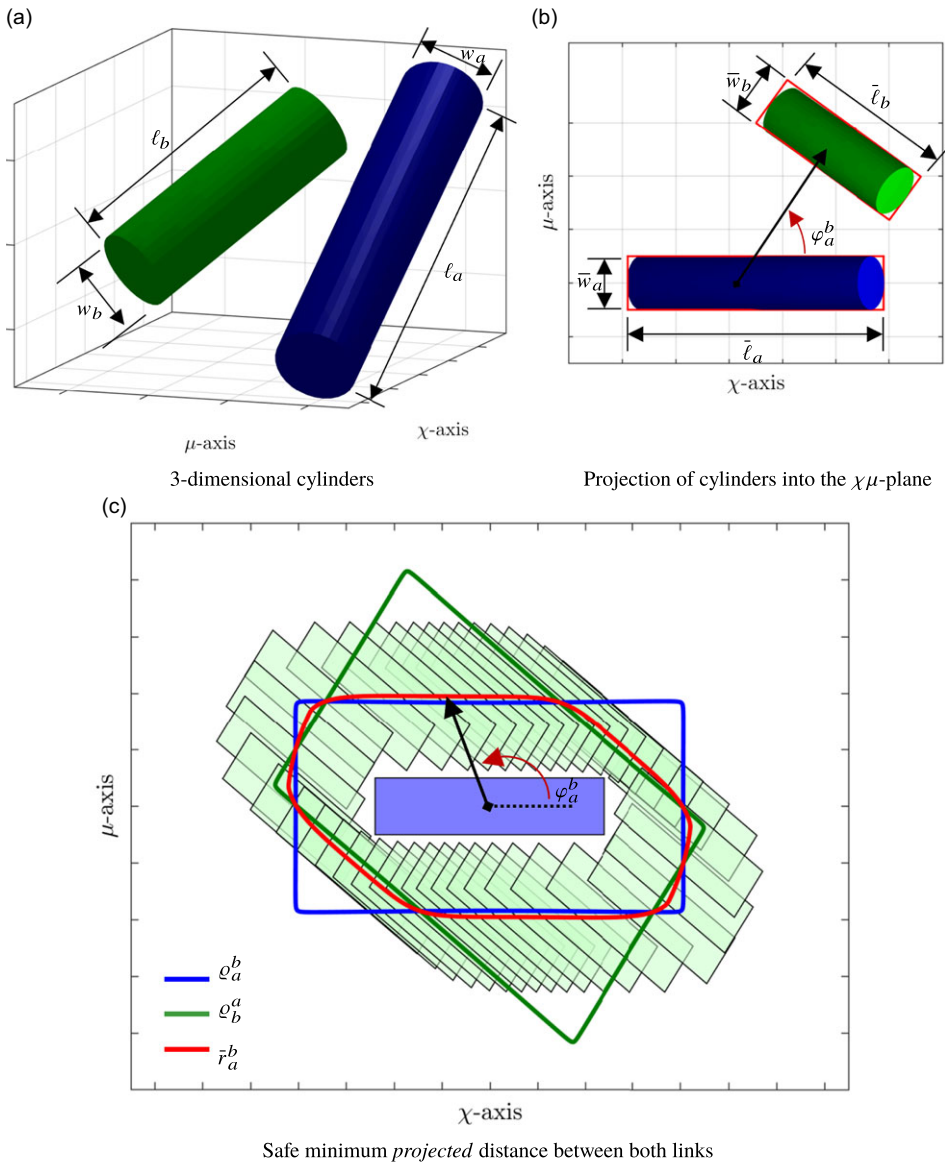 (a)
w_a
ℓ_b
ℓ_a
w_b
μ-axis
χ-axis
3-dimensional cylinders
(b)
w̄_b
ℓ̄_b
μ-axis
φ_a^b
w̄_a
ℓ̄_a
χ-axis
Projection of cylinders into the χμ-plane
(c)
μ-axis
φ_a^b
ϱ_a^b
ϱ_b^a
r̄_a^b
χ-axis
Safe minimum projected distance between both links